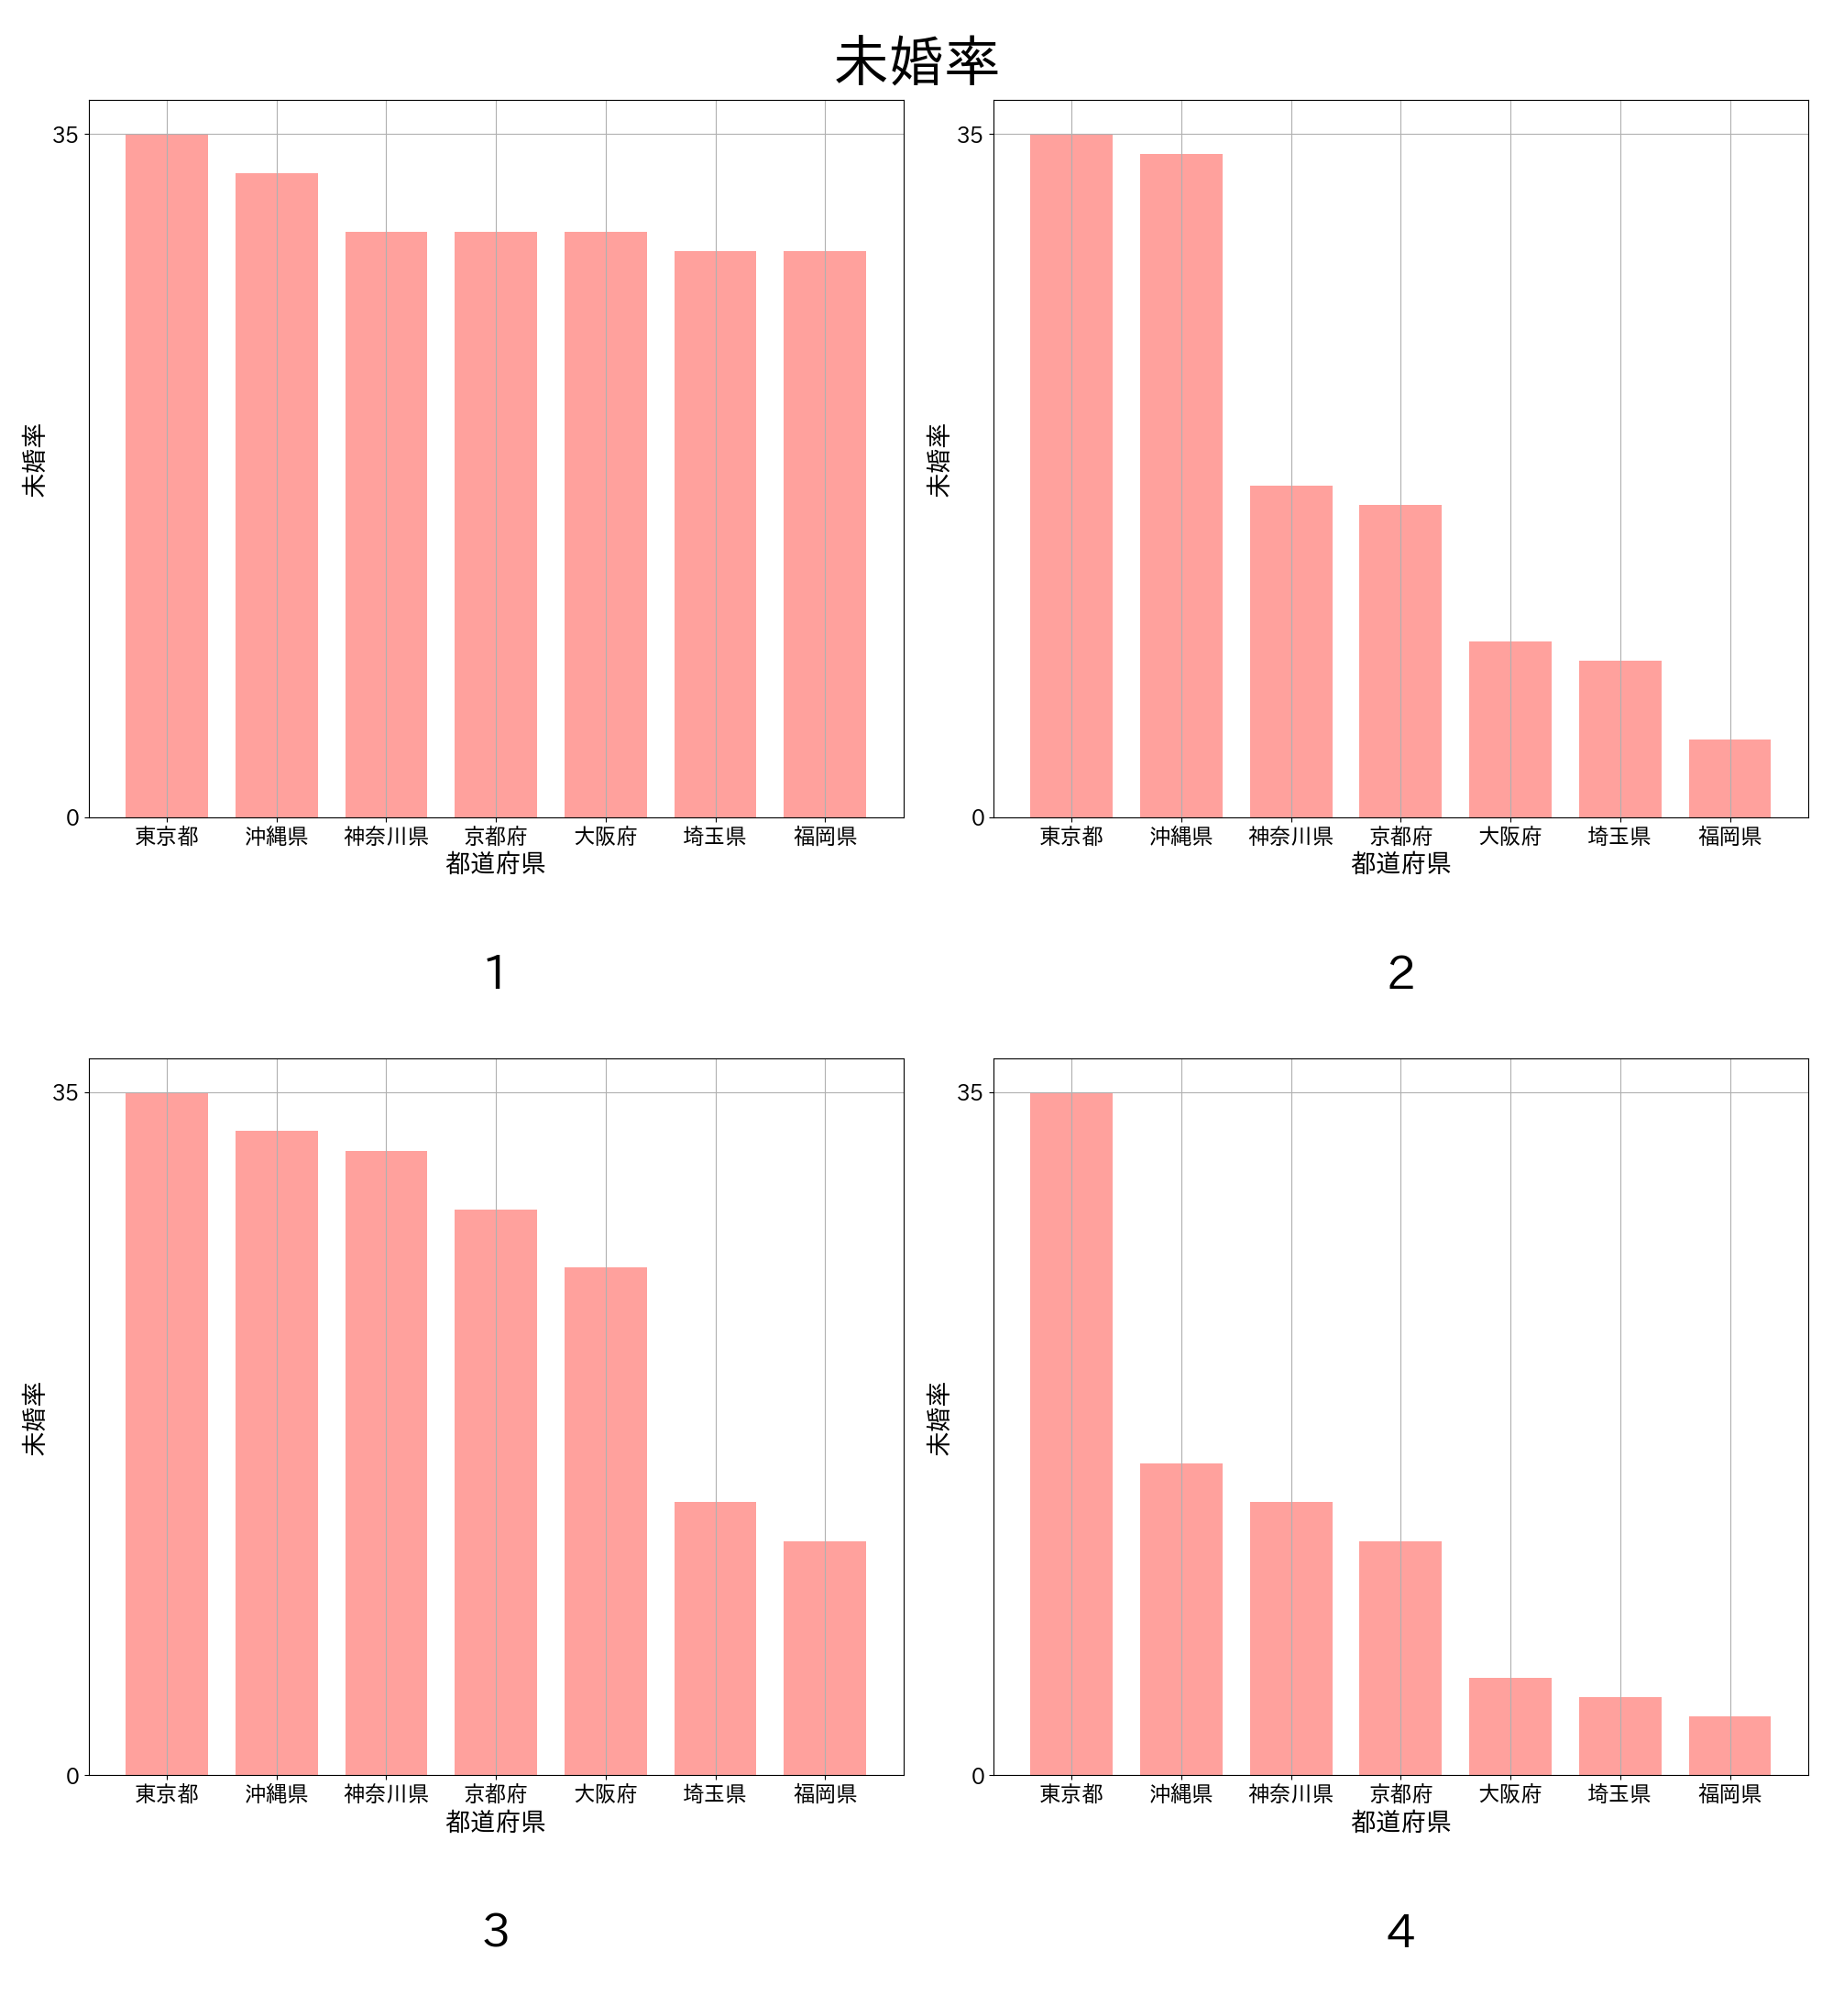 未婚率
35
0
未婚率
東京都 沖縄県 神奈川県 京都府 大阪府 埼玉県 福岡県
都道府県
1
35
0
未婚率
東京都 沖縄県 神奈川県 京都府 大阪府 埼玉県 福岡県
都道府県
2
35
0
未婚率
東京都 沖縄県 神奈川県 京都府 大阪府 埼玉県 福岡県
都道府県
3
35
0
未婚率
東京都 沖縄県 神奈川県 京都府 大阪府 埼玉県 福岡県
都道府県
4